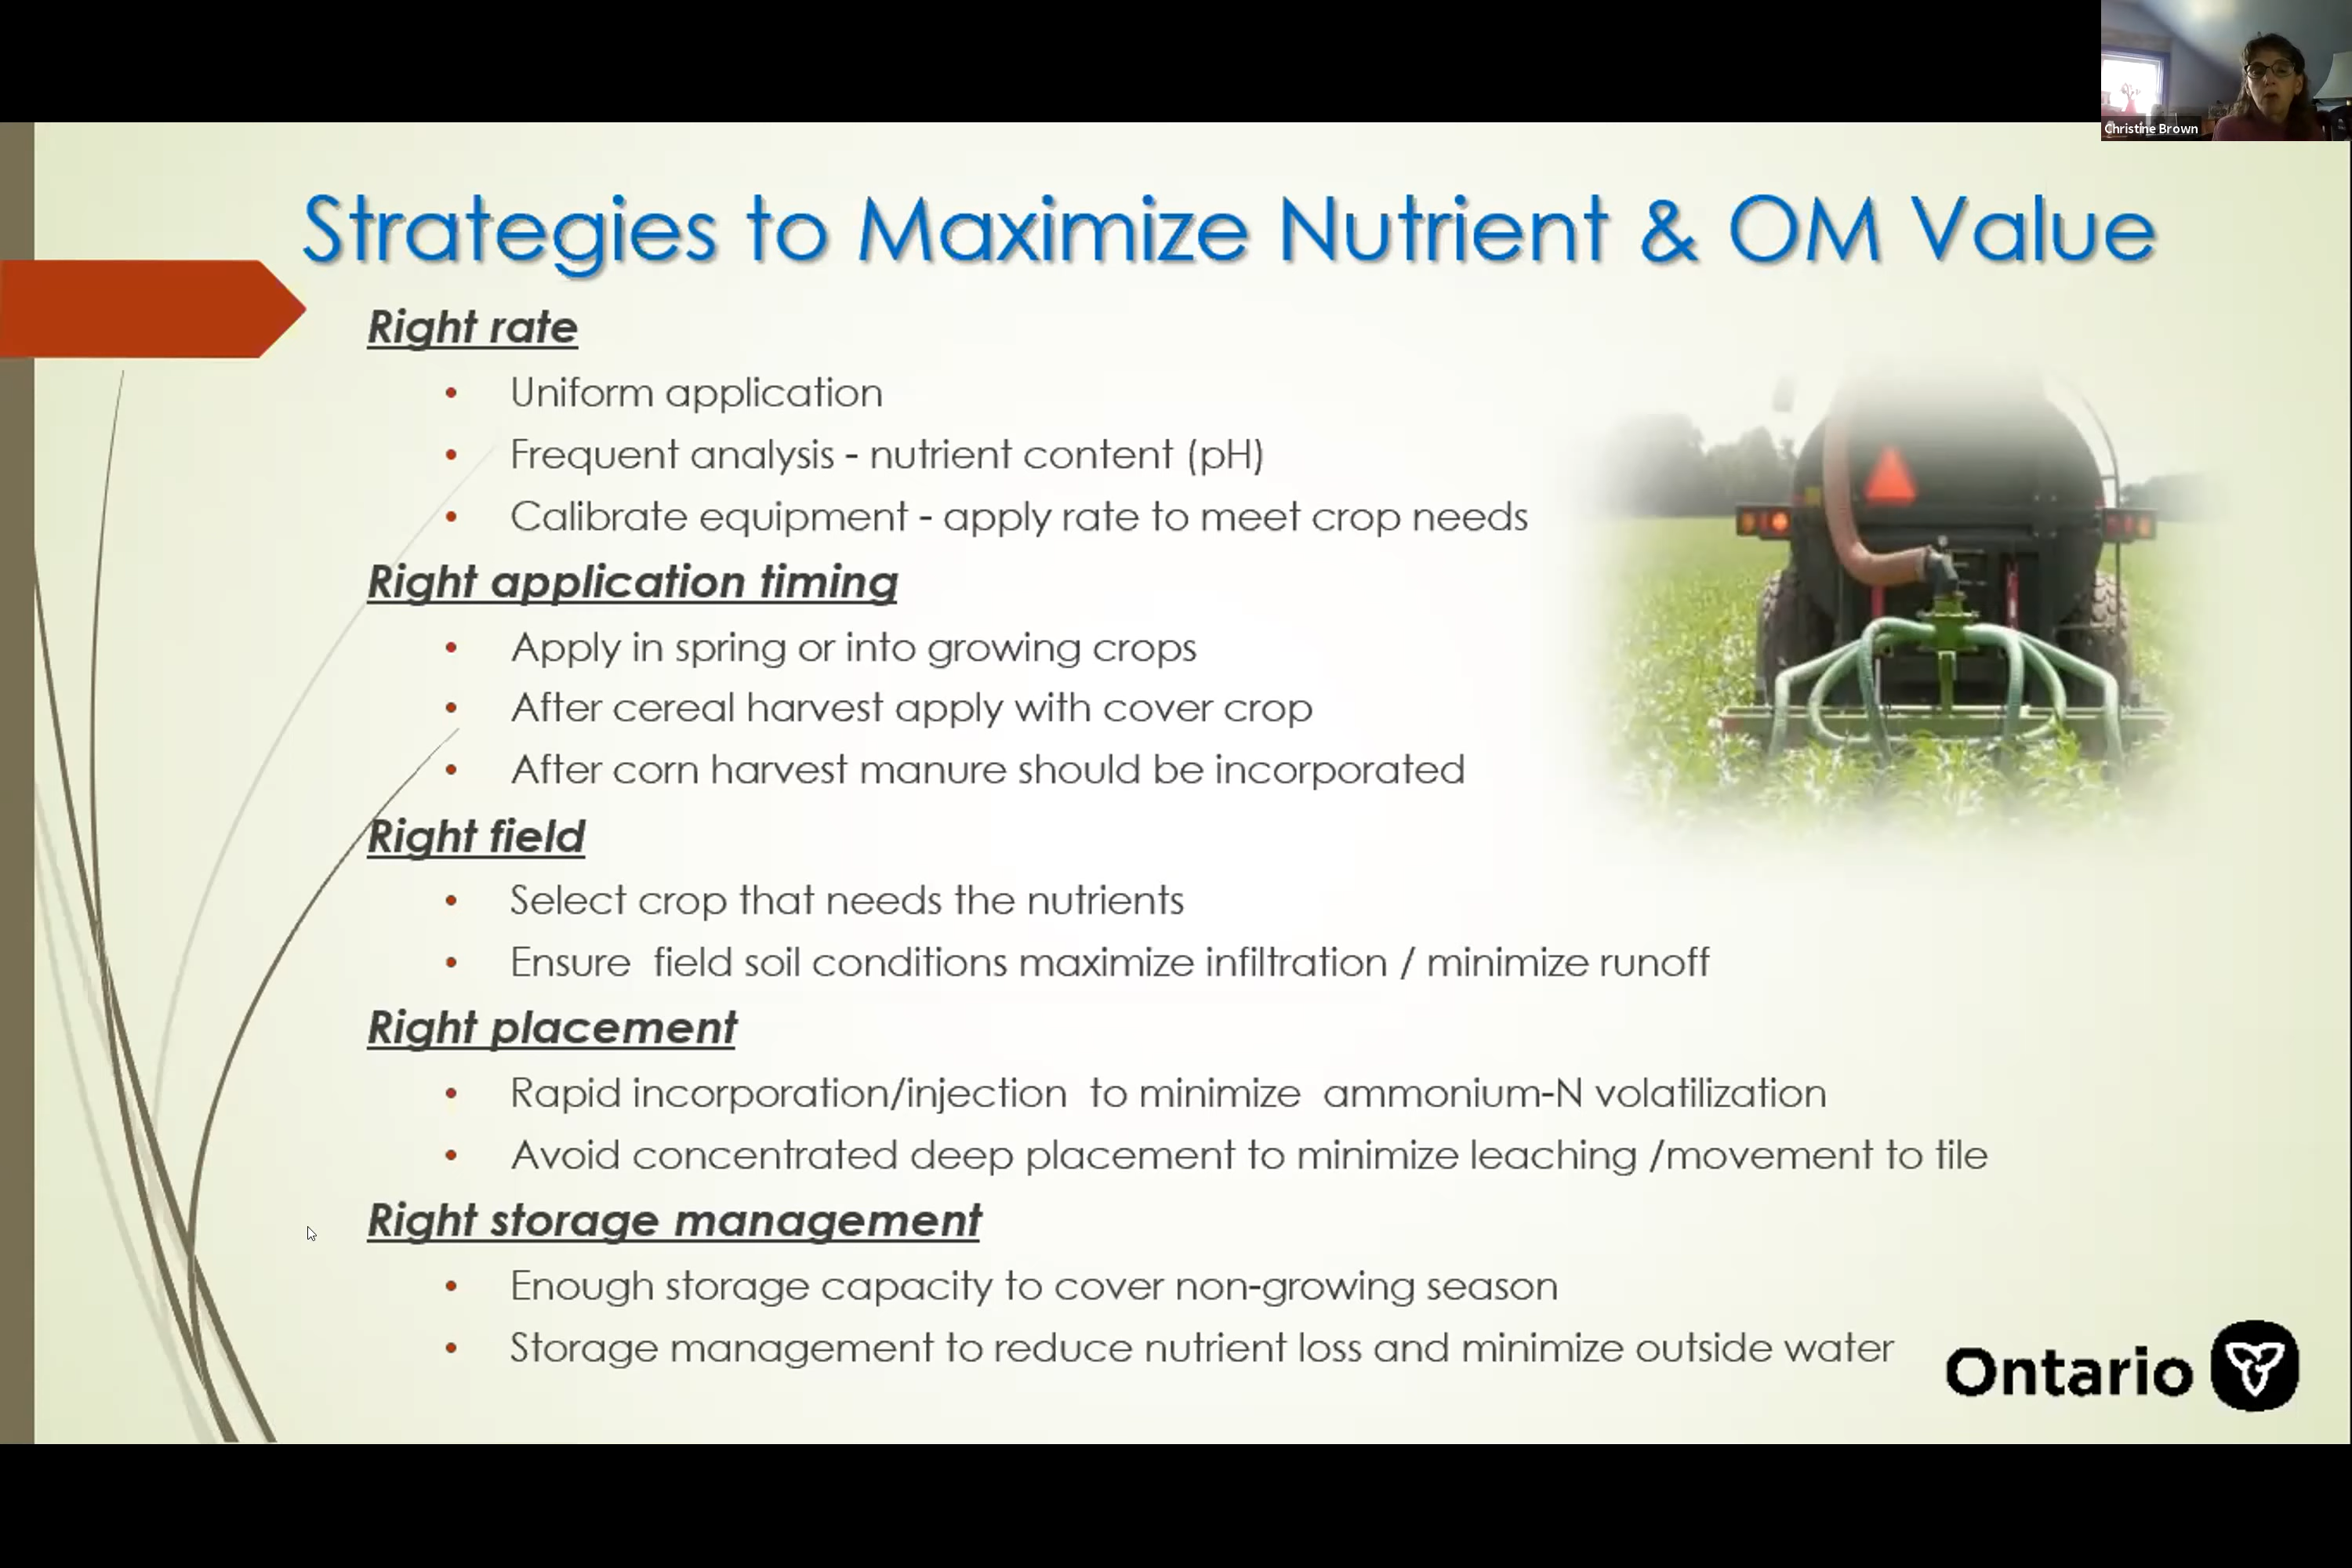 Christine Brown
Strategies to Maximize Nutrient & OM Value
Right rate
• Uniform application
• Frequent analysis - nutrient content (pH)
• Calibrate equipment - apply rate to meet crop needs
Right application timing
• Apply in spring or into growing crops
• After cereal harvest apply with cover crop
• After corn harvest manure should be incorporated
Right field
• Select crop that needs the nutrients
• Ensure  field soil conditions maximize infiltration / minimize runoff
Right placement
• Rapid incorporation/injection  to minimize  ammonium-N volatilization
• Avoid concentrated deep placement to minimize leaching /movement to tile
Right storage management
• Enough storage capacity to cover non-growing season
• Storage management to reduce nutrient loss and minimize outside water
Ontario